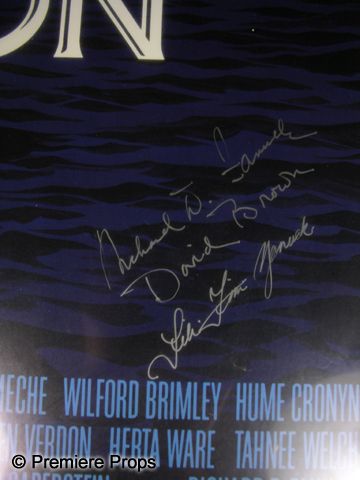 ON
Richard D. Zanuck
David Brown
Lili Fini Zanuck
MECHE WILFORD BRIMLEY HUME CRONYN
EN VERDON HERTA WARE TAHNEE WELCH
© Premiere Props